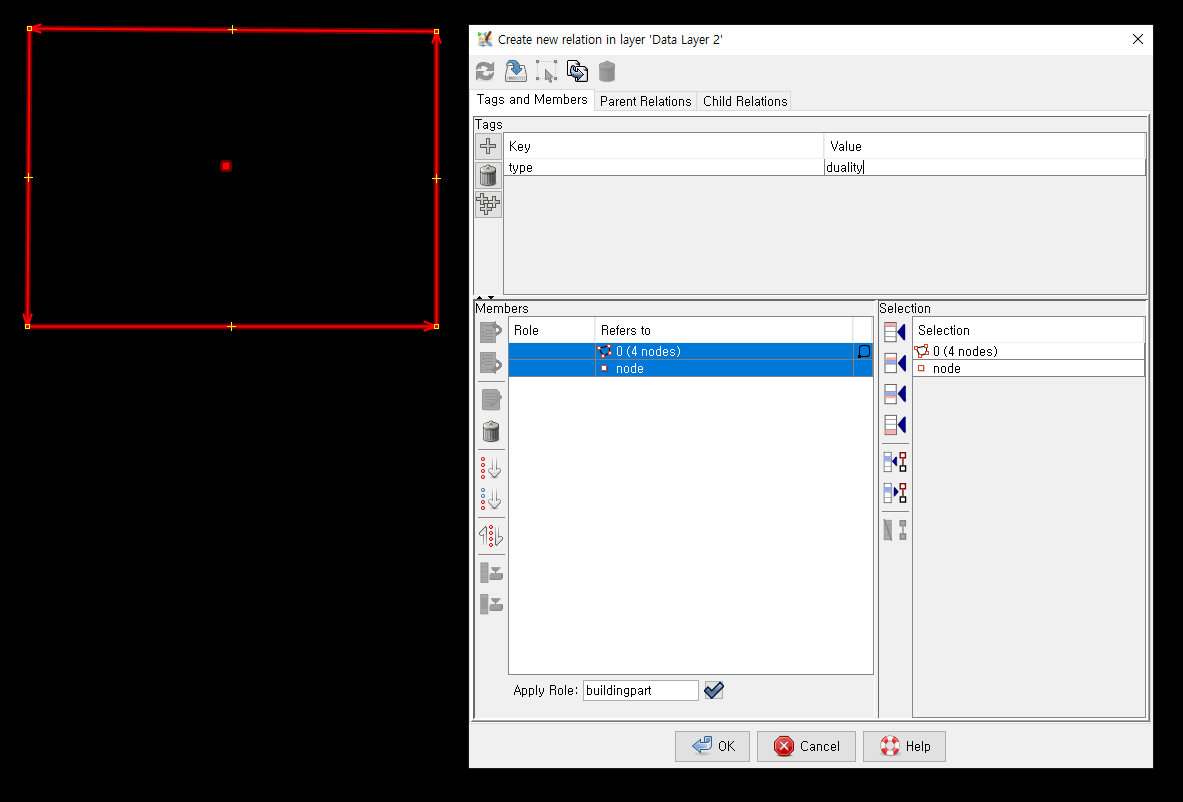 Create new relation in layer 'Data Layer 2'
Tags and Members Parent Relations Child Relations
Tags
Key Value
type duality
Members Selection
Role Refers to Selection
0 (4 nodes) 0 (4 nodes)
node node
Apply Role: buildingpart
OK Cancel Help